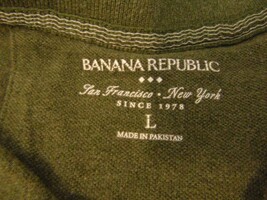 BANANA REPUBLIC
San Francisco • New York
SINCE 1978
L
MADE IN PAKISTAN